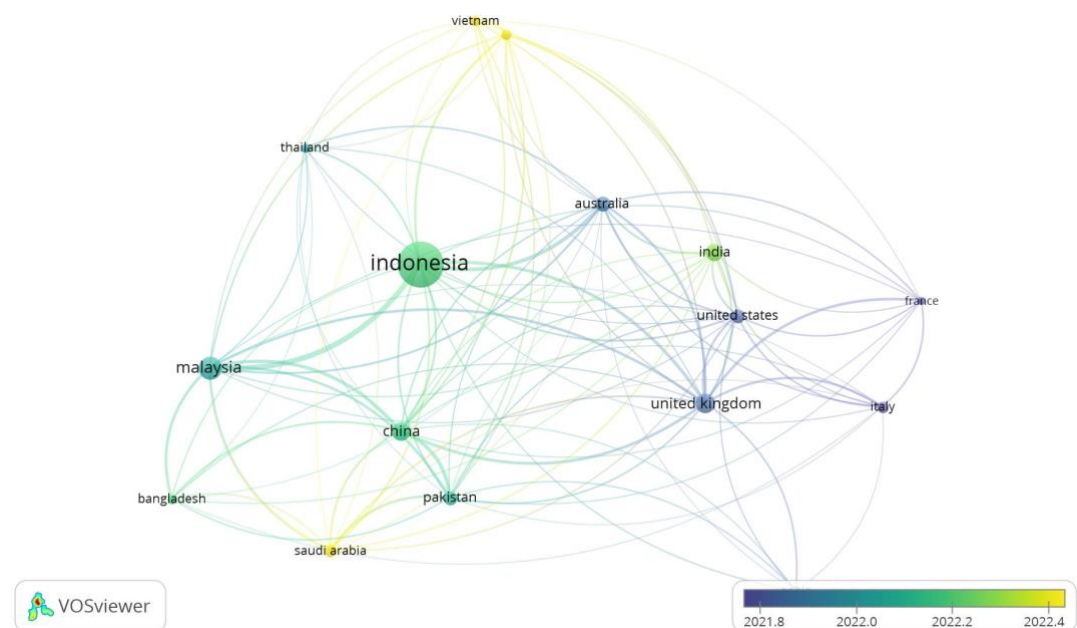 vietnam
thailand
australia
indonesia
india
france
united states
malaysia
united kingdom
italy
china
bangladesh
pakistan
saudi arabia
VOSviewer
2021.8 2022.0 2022.2 2022.4